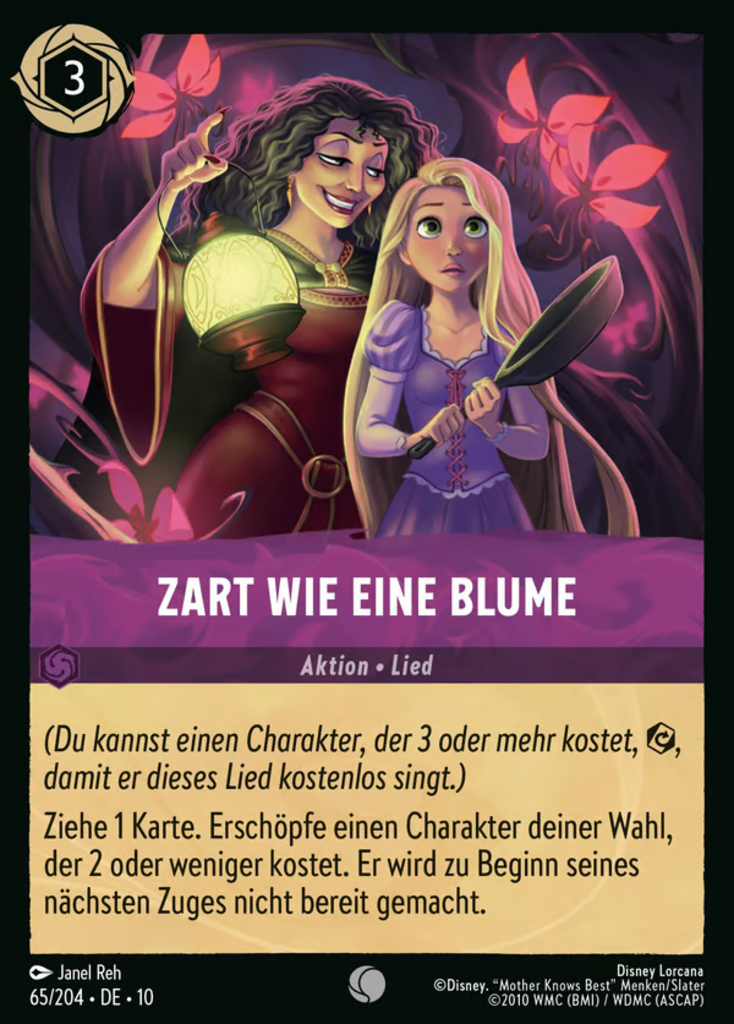 3
ZART WIE EINE BLUME
Aktion • Lied
(Du kannst einen Charakter, der 3 oder mehr kostet, ,
damit er dieses Lied kostenlos singt.)
Ziehe 1 Karte. Erschöpfe einen Charakter deiner Wahl,
der 2 oder weniger kostet. Er wird zu Beginn seines
nächsten Zuges nicht bereit gemacht.
Janel Reh
65/204 • DE • 10
Disney Lorcana
©Disney. “Mother Knows Best” Menken/Slater
©2010 WMC (BMI) / WDMC (ASCAP)